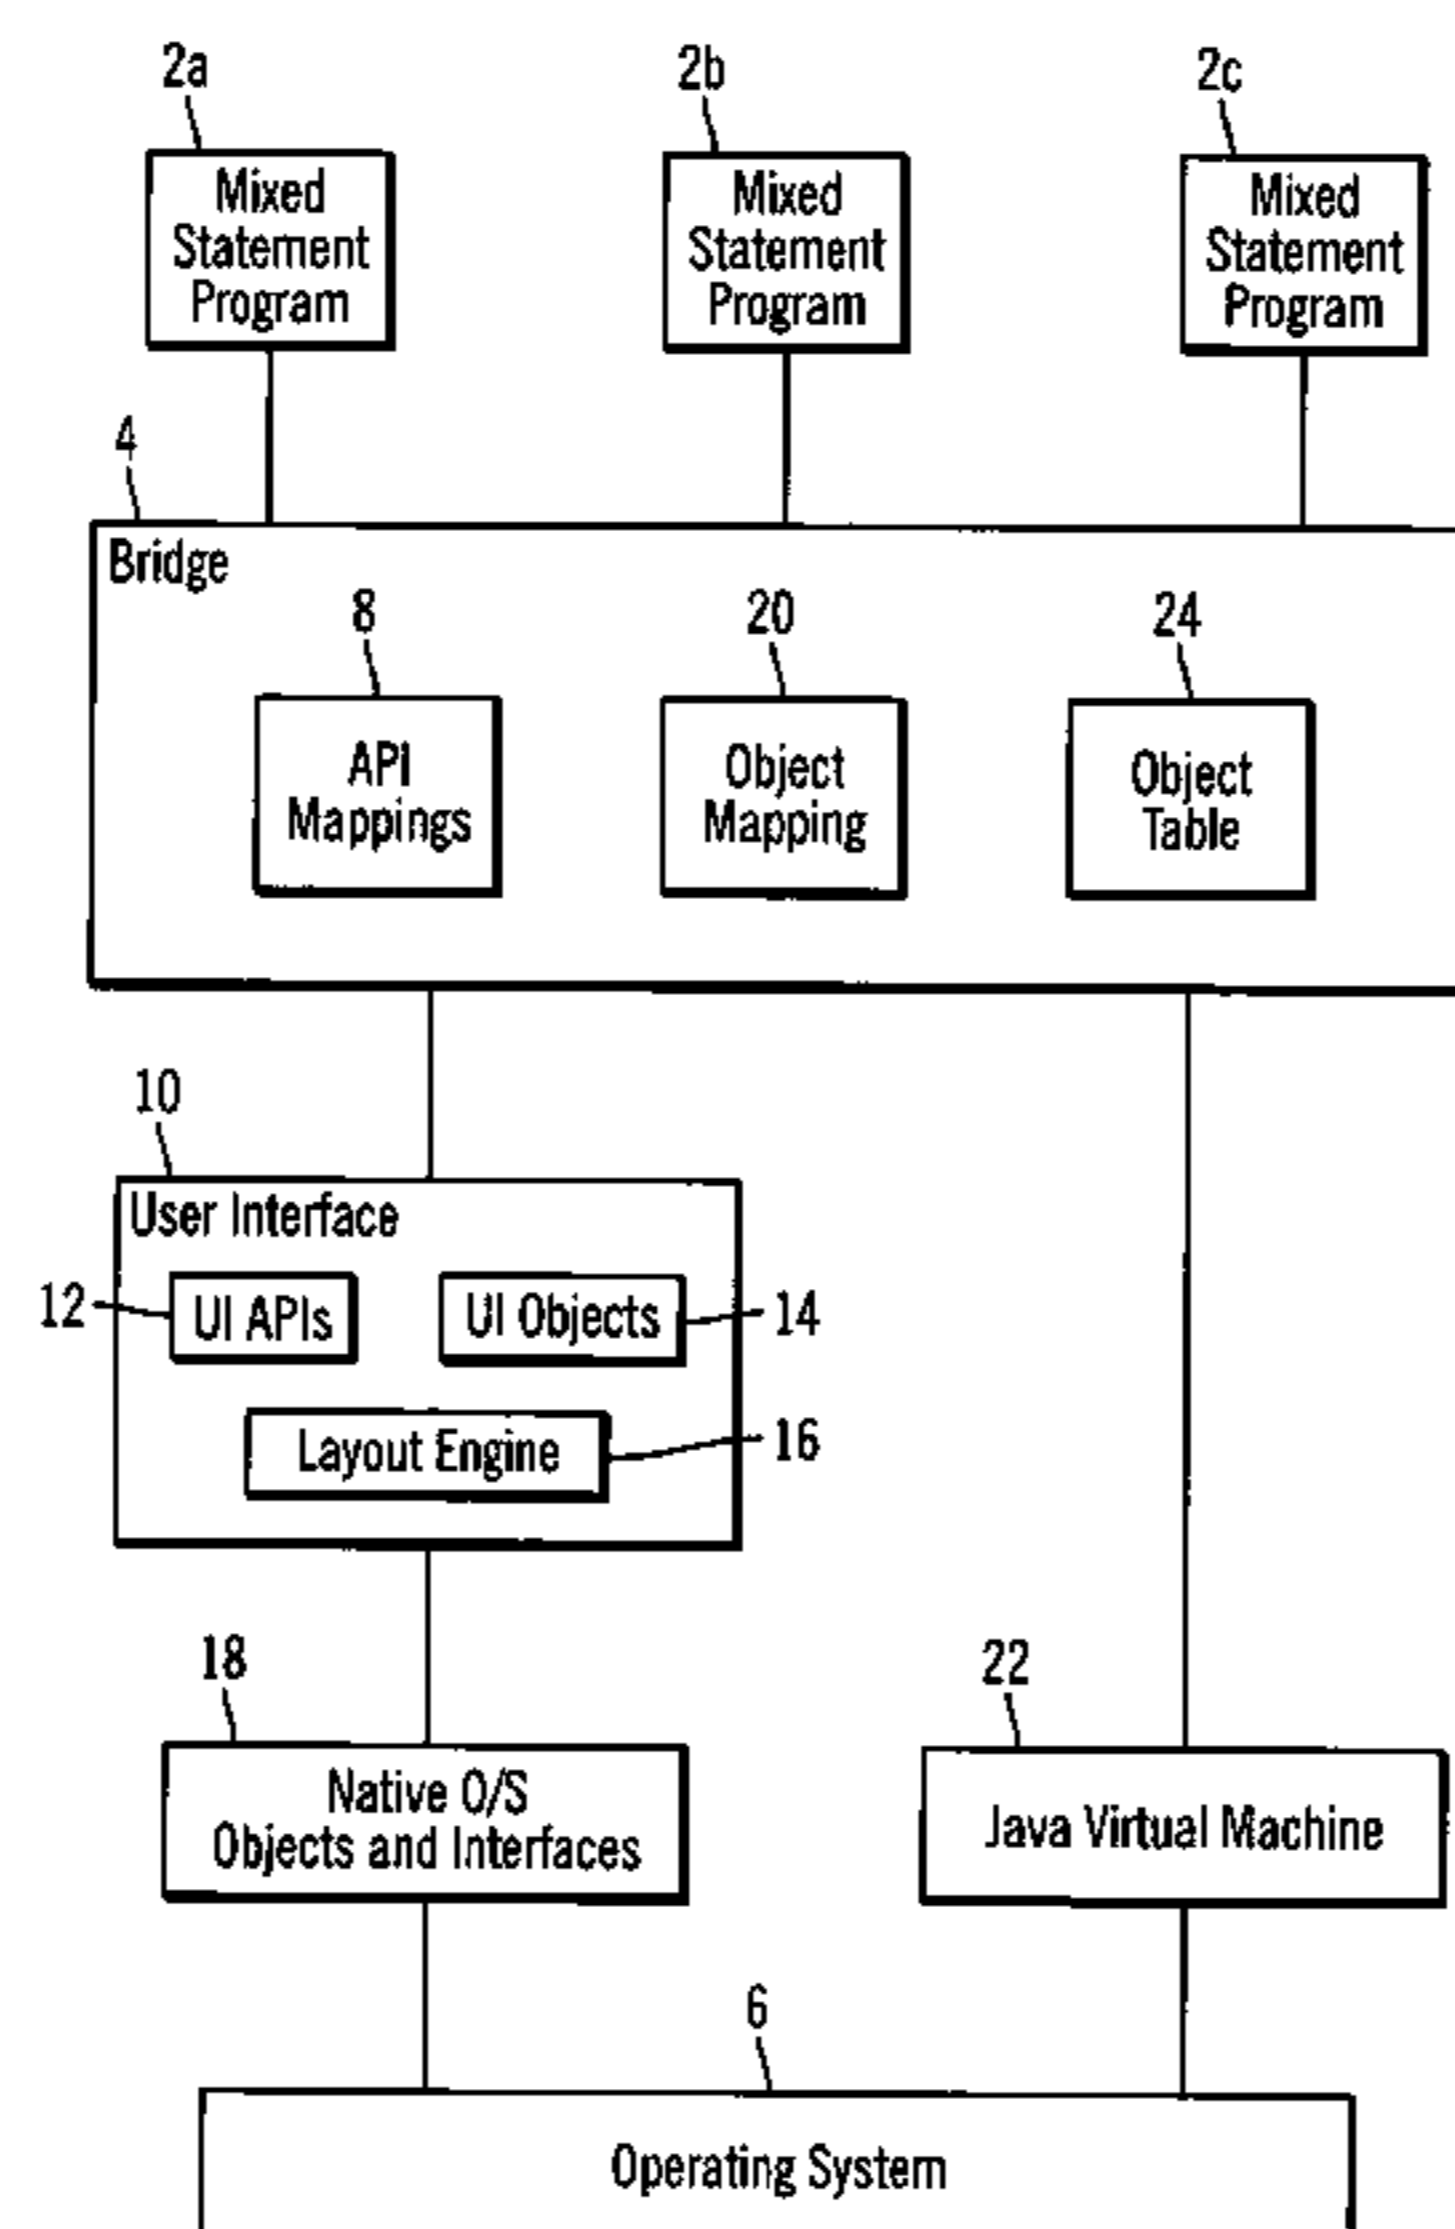 2a
2b
2c
Mixed
Statement
Program
Mixed
Statement
Program
Mixed
Statement
Program
4
Bridge
8
20
24
API
Mappings
Object
Mapping
Object
Table
10
User Interface
12
UI APIs
UI Objects
14
Layout Engine
16
18
22
Native O/S
Objects and Interfaces
Java Virtual Machine
6
Operating System